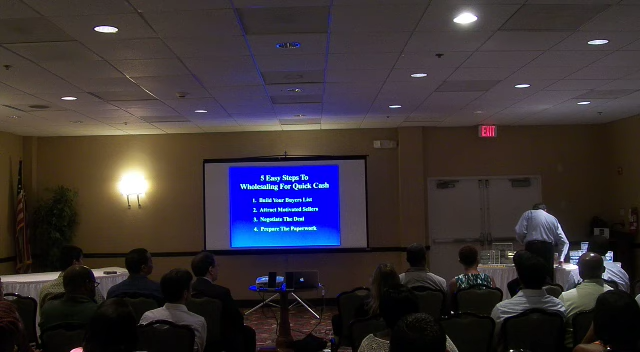 EXIT
5 Easy Steps To
Wholesaling For Quick Cash
1. Build Your Buyers List
2. Attract Motivated Sellers
3. Negotiate The Deal
4. Prepare The Paperwork